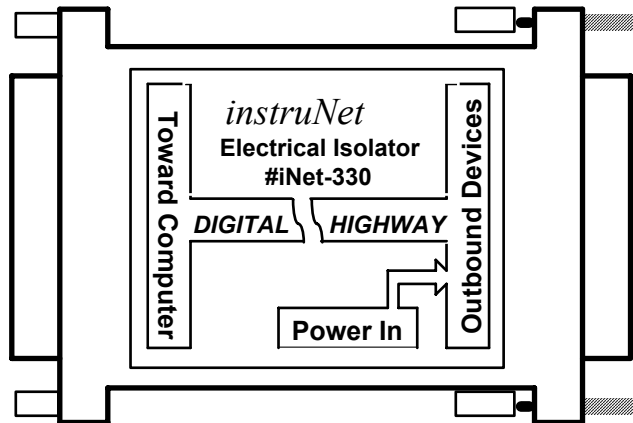 instruNet
Electrical Isolator
#iNet-330
Toward Computer
DIGITAL HIGHWAY
Outbound Devices
Power In